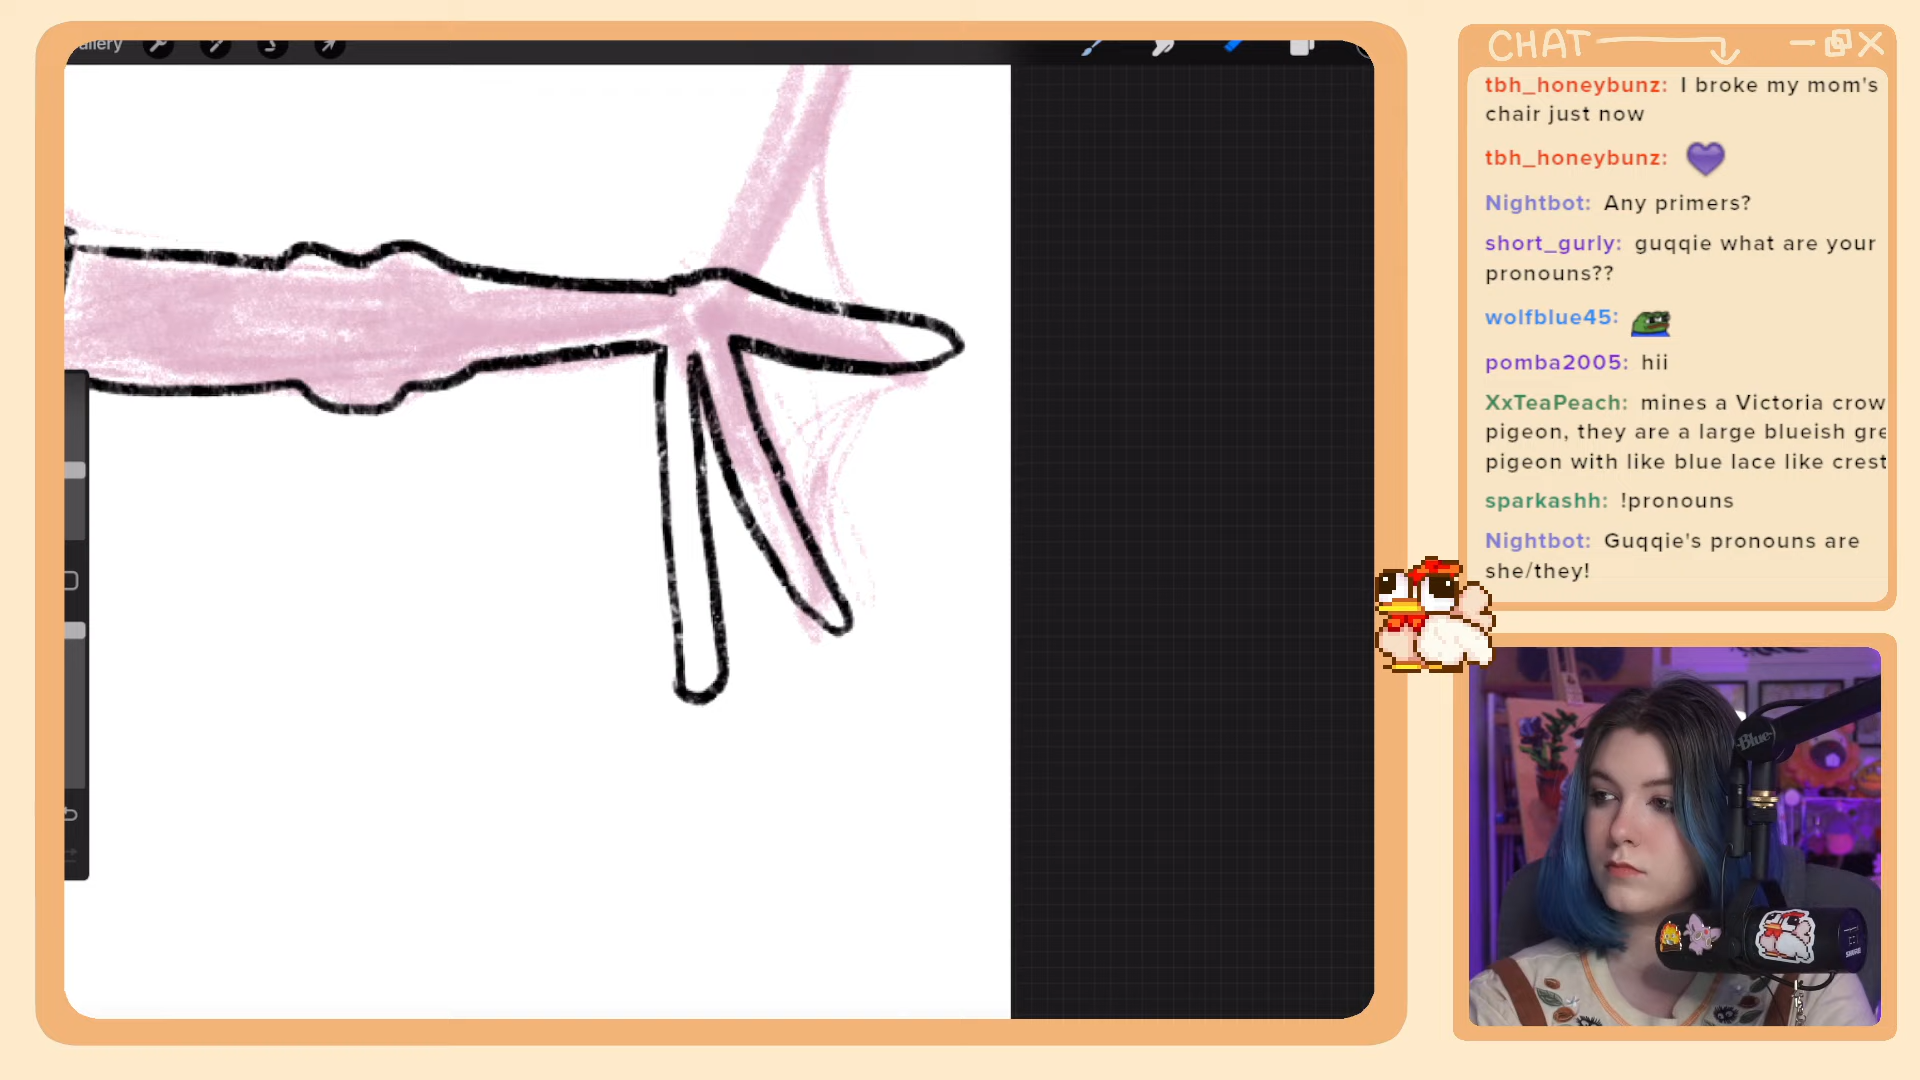 allery
CHAT
tbh_honeybunz: I broke my mom's
chair just now
tbh_honeybunz:
Nightbot: Any primers?
short_gurly: guqqie what are your
pronouns??
wolfblue45:
pomba2005: hii
XxTeaPeach: mines a Victoria crow
pigeon, they are a large blueish gre
pigeon with like blue lace like crest
sparkashh: !pronouns
Nightbot: Guqqie's pronouns are
she/they!
Blue